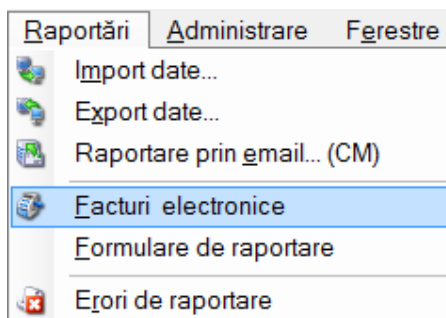 Raportări Administrare Ferestre
Import date...
Export date...
Raportare prin email... (CM)
Facturi electronice
Formulare de raportare
Erori de raportare